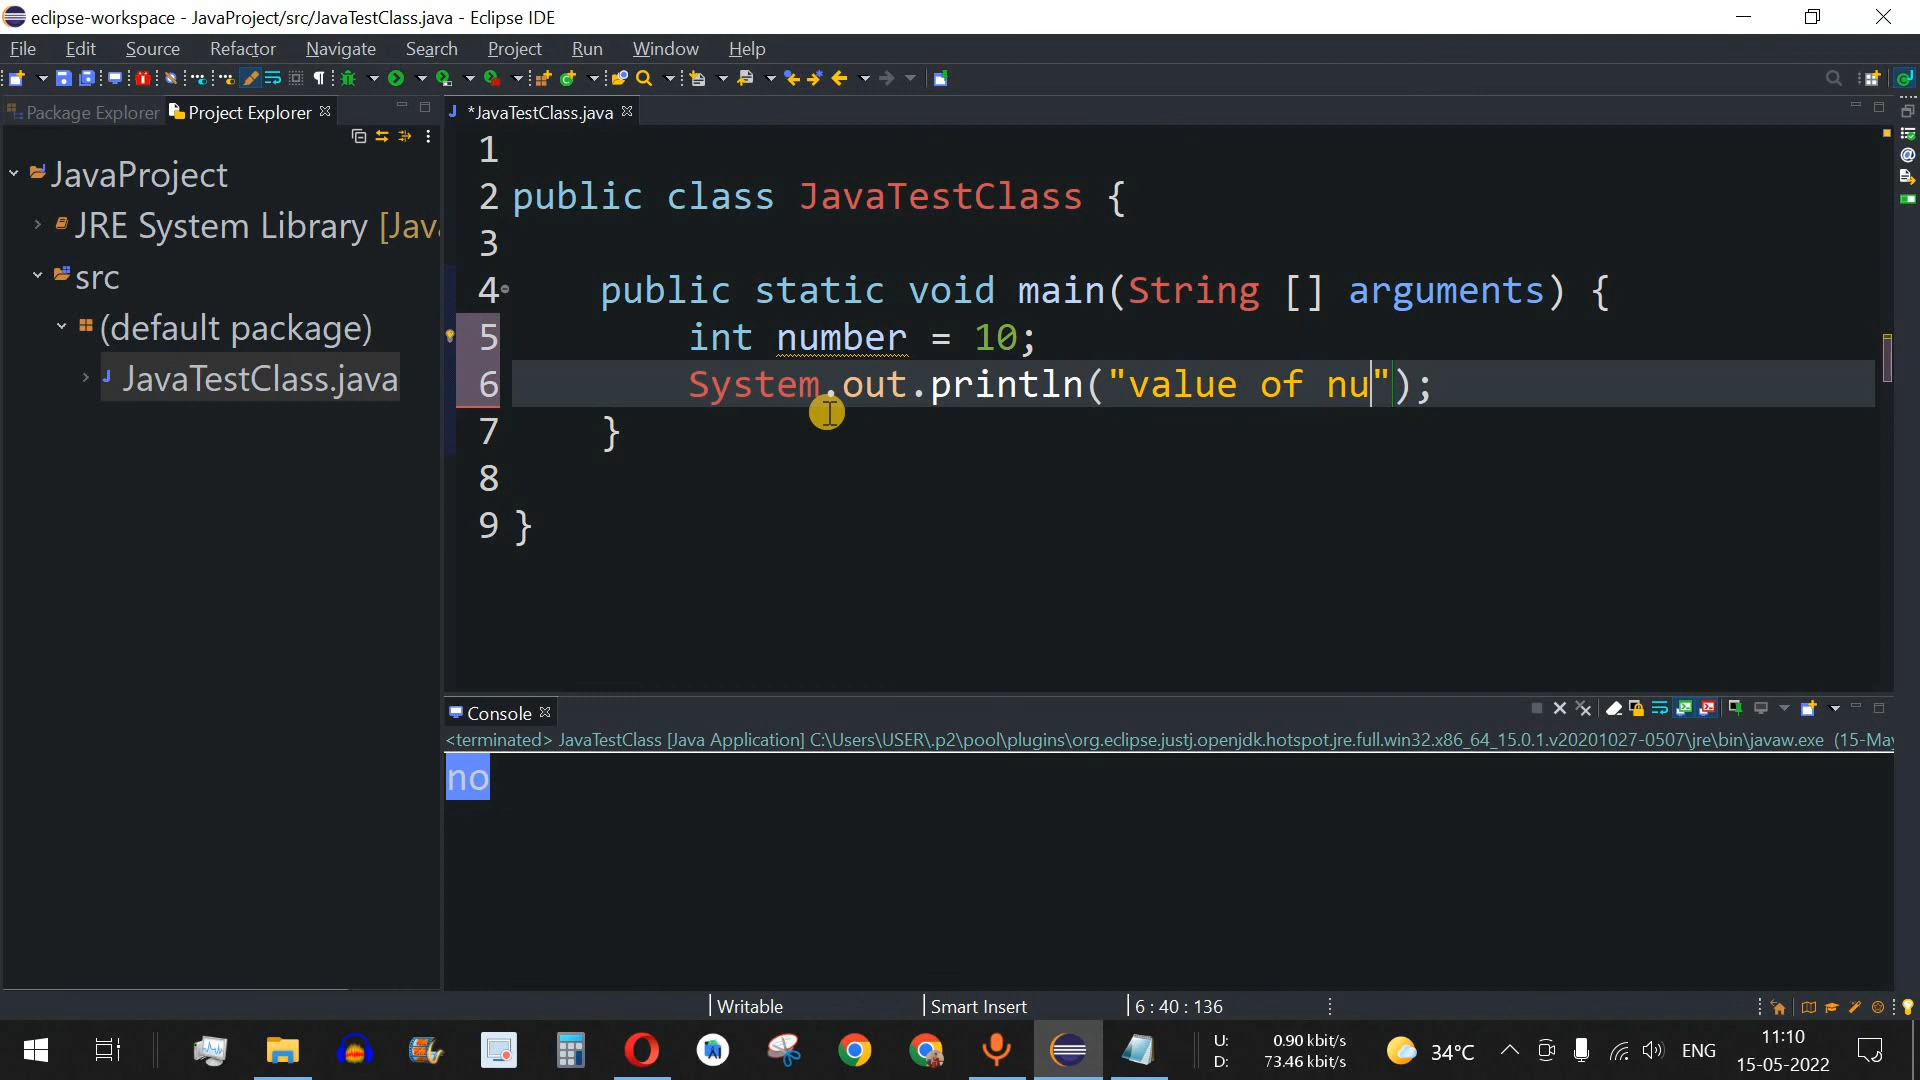 eclipse-workspace - JavaProject/src/JavaTestClass.java - Eclipse IDE
File Edit Source Refactor Navigate Search Project Run Window Help
Package Explorer Project Explorer
*JavaTestClass.java
JavaProject
JRE System Library [Jav
src
(default package)
JavaTestClass.java
1
2 public class JavaTestClass {
3
4 public static void main(String [] arguments) {
5 int number = 10;
6 System.out.println("value of nu");
7 }
8
9 }
Console
<terminated> JavaTestClass [Java Application] C:\Users\USER\.p2\pool\plugins\org.eclipse.justj.openjdk.hotspot.jre.full.win32.x86_64_15.0.1.v20201027-0507\jre\bin\javaw.exe (15-May
no
Writable Smart Insert 6 : 40 : 136
U: 0.90 kbit/s
D: 73.46 kbit/s
34°C
ENG
11:10
15-05-2022